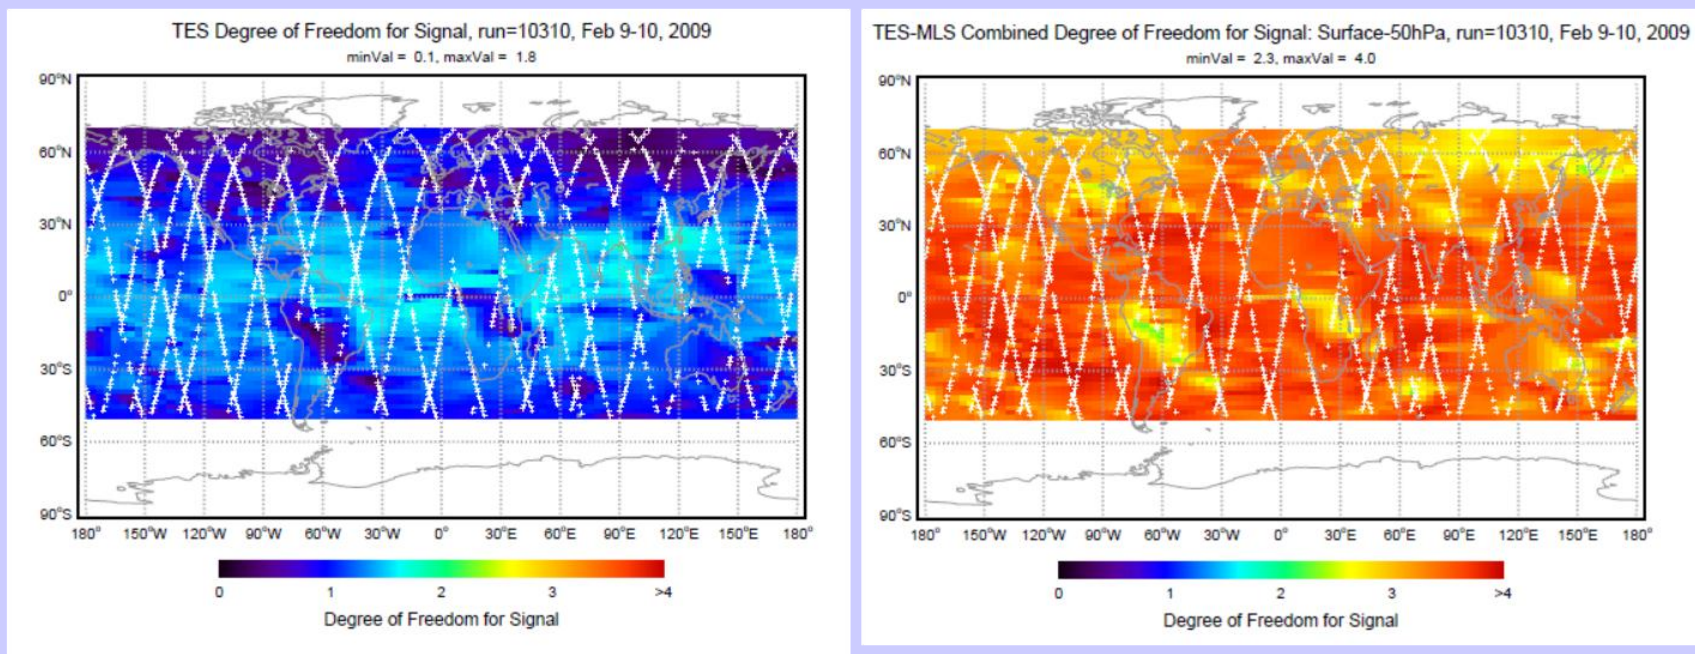 TES Degree of Freedom for Signal, run=10310, Feb 9-10, 2009
minVal = 0.1, maxVal = 1.8
90°N
60°N
30°N
0°
30°S
60°S
90°S
180° 150°W 120°W 90°W 60°W 30°W 0° 30°E 60°E 90°E 120°E 150°E 180°
0 1 2 3 >4
Degree of Freedom for Signal
TES-MLS Combined Degree of Freedom for Signal: Surface-50hPa, run=10310, Feb 9-10, 2009
minVal = 2.3, maxVal = 4.0
90°N
60°N
30°N
0°
30°S
60°S
90°S
180° 150°W 120°W 90°W 60°W 30°W 0° 30°E 60°E 90°E 120°E 150°E 180°
0 1 2 3 >4
Degree of Freedom for Signal